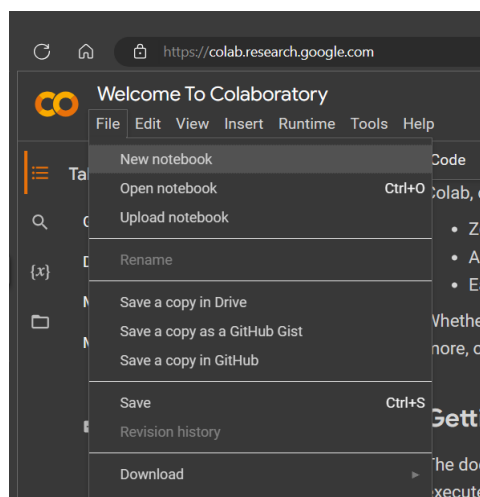 https://colab.research.google.com
Welcome To Colaboratory
File Edit View Insert Runtime Tools Help
New notebook
Open notebook Ctrl+O
Upload notebook
Rename
Save a copy in Drive
Save a copy as a GitHub Gist
Save a copy in GitHub
Save Ctrl+S
Revision history
Download
Code
Colab,
{x}
more,